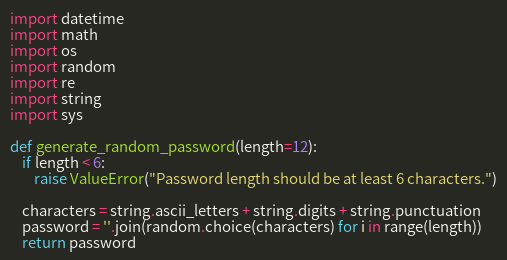 import datetime
import math
import os
import random
import re
import string
import sys

def generate_random_password(length=12):
    if length < 6:
        raise ValueError("Password length should be at least 6 characters.")

    characters = string.ascii_letters + string.digits + string.punctuation
    password = ''.join(random.choice(characters) for i in range(length))
    return password